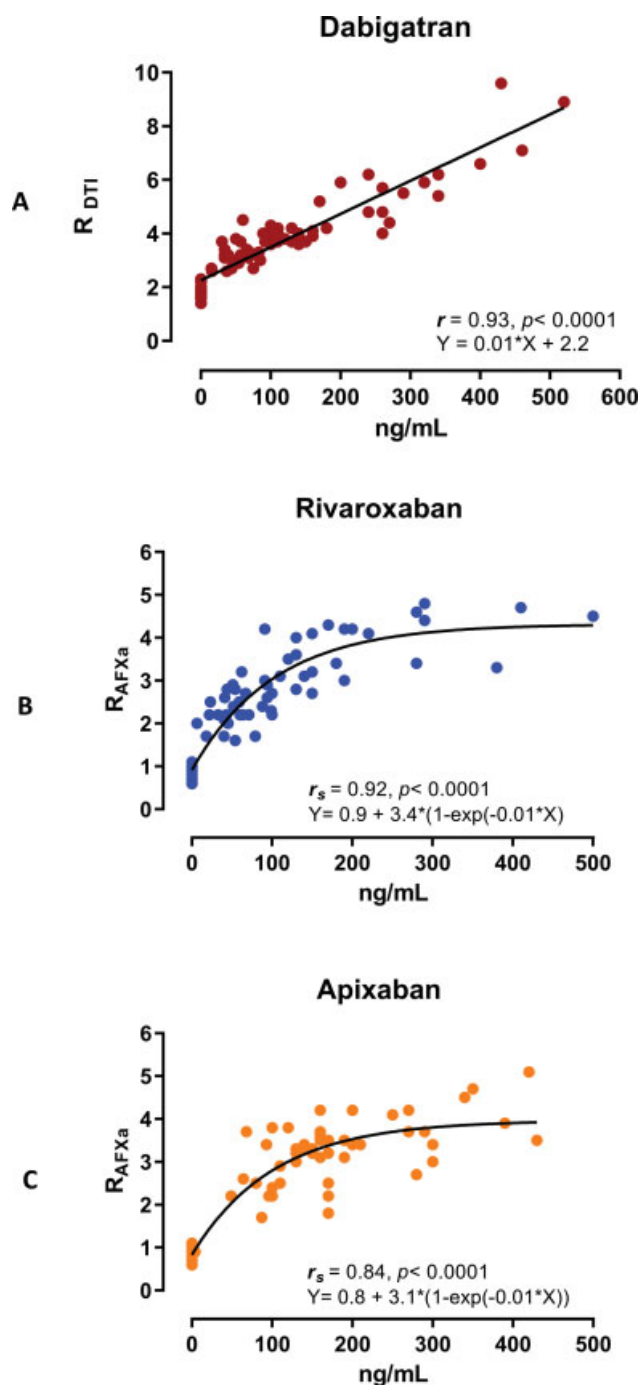 Dabigatran
A
R DTI
10
8
6
4
2
0
r = 0.93, p< 0.0001
Y = 0.01*X + 2.2
0 100 200 300 400 500 600
ng/mL
Rivaroxaban
B
RAFXa
6
5
4
3
2
1
0
rs = 0.92, p< 0.0001
Y= 0.9 + 3.4*(1-exp(-0.01*X)
0 100 200 300 400 500
ng/mL
Apixaban
C
RAFXa
6
5
4
3
2
1
0
rs = 0.84, p< 0.0001
Y= 0.8 + 3.1*(1-exp(-0.01*X))
0 100 200 300 400 500
ng/mL